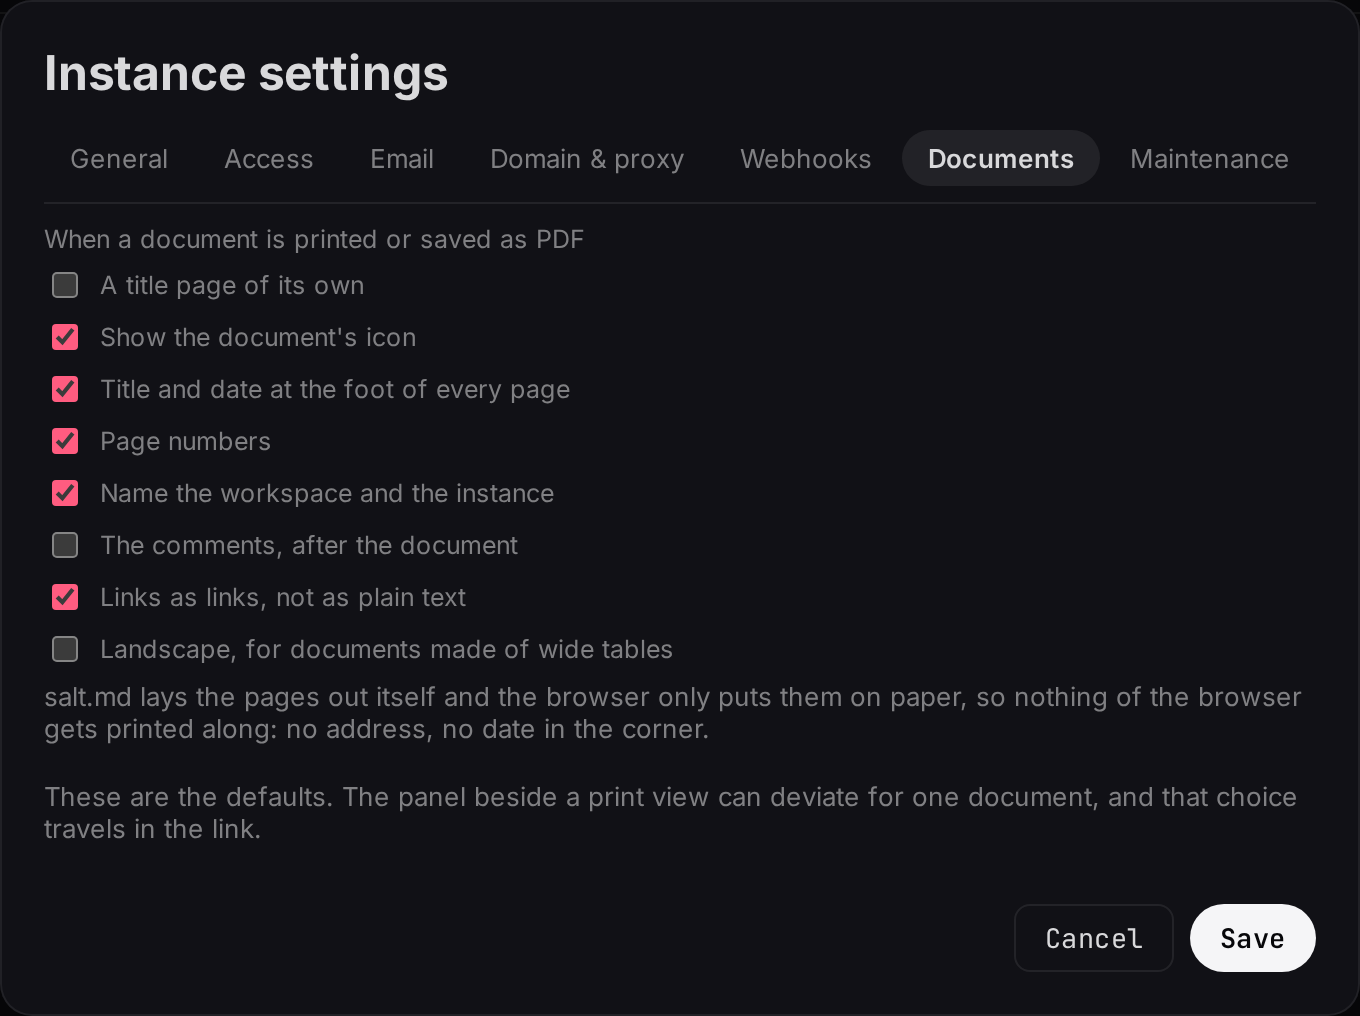 Instance settings
General Access Email Domain & proxy Webhooks Documents Maintenance
When a document is printed or saved as PDF
A title page of its own
Show the document's icon
Title and date at the foot of every page
Page numbers
Name the workspace and the instance
The comments, after the document
Links as links, not as plain text
Landscape, for documents made of wide tables
salt.md lays the pages out itself and the browser only puts them on paper, so nothing of the browser
gets printed along: no address, no date in the corner.
These are the defaults. The panel beside a print view can deviate for one document, and that choice
travels in the link.
Cancel Save